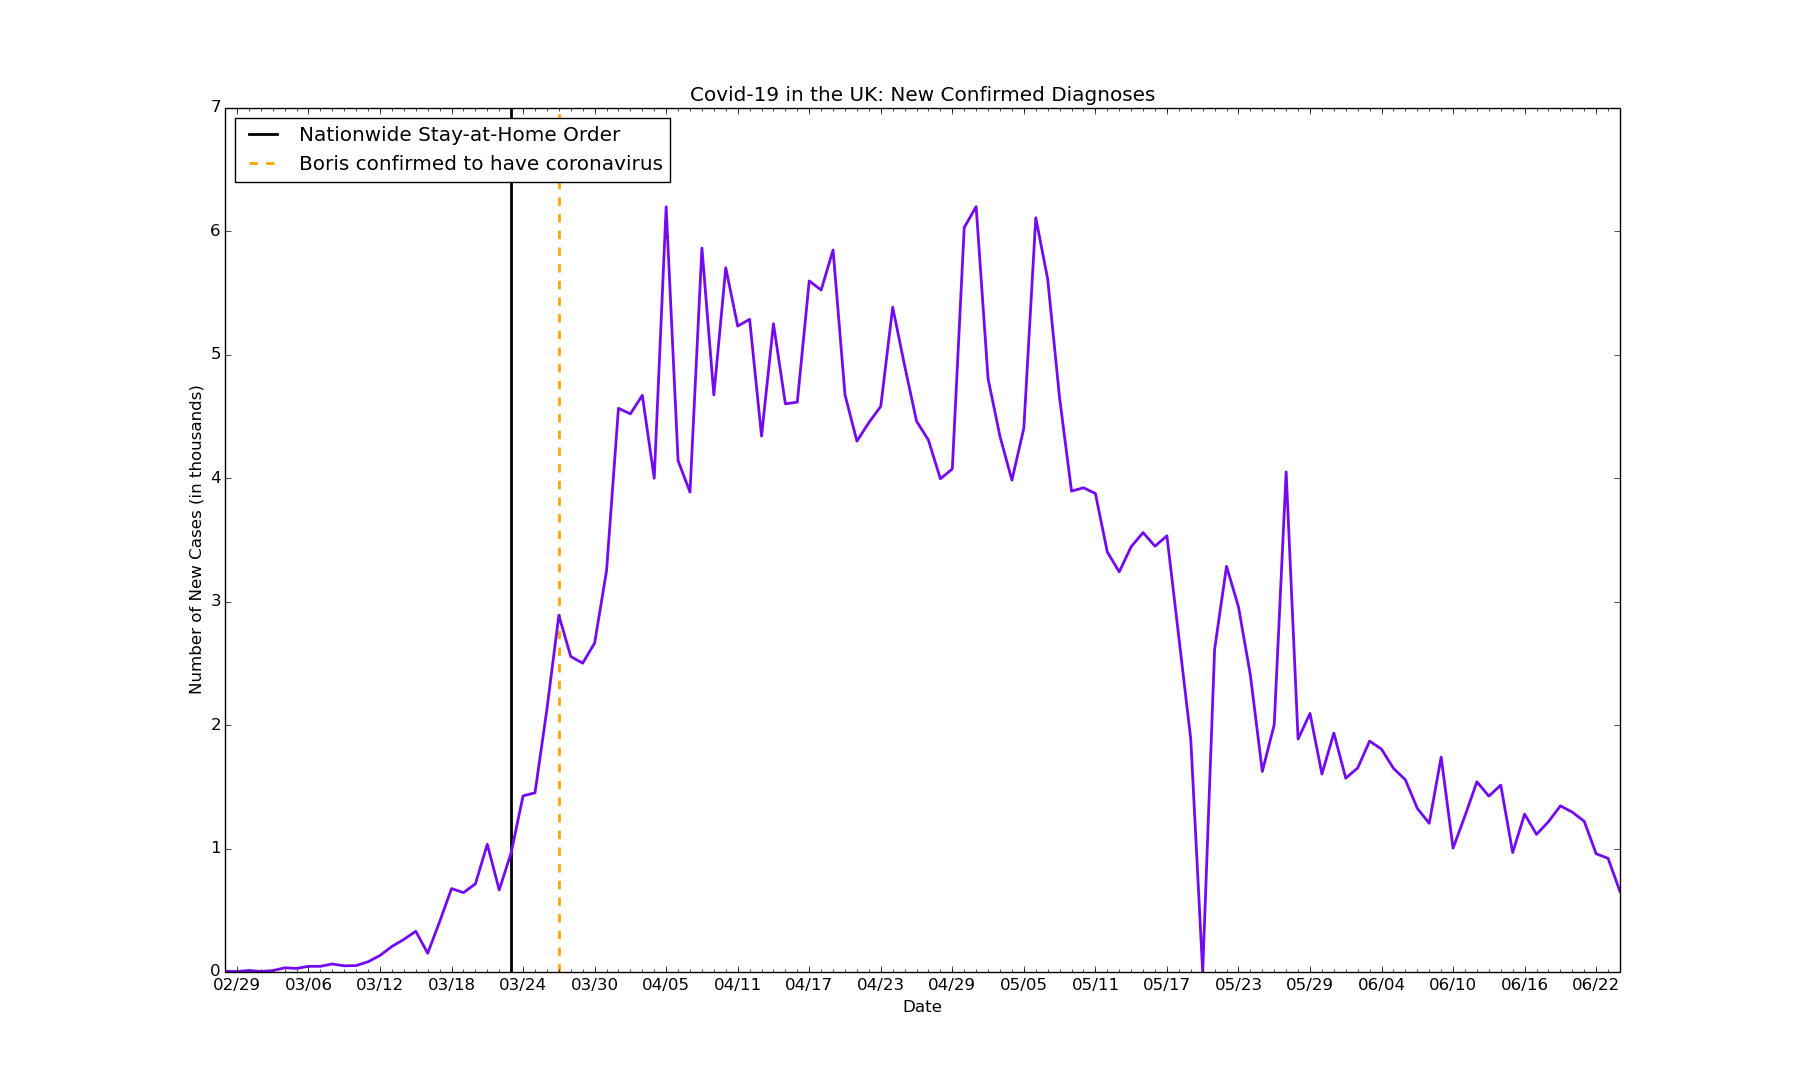 Covid-19 in the UK: New Confirmed Diagnoses
Nationwide Stay-at-Home Order
Boris confirmed to have coronavirus
Number of New Cases (in thousands)
7
6
5
4
3
2
1
0
02/29 03/06 03/12 03/18 03/24 03/30 04/05 04/11 04/17 04/23 04/29 05/05 05/11 05/17 05/23 05/29 06/04 06/10 06/16 06/22
Date